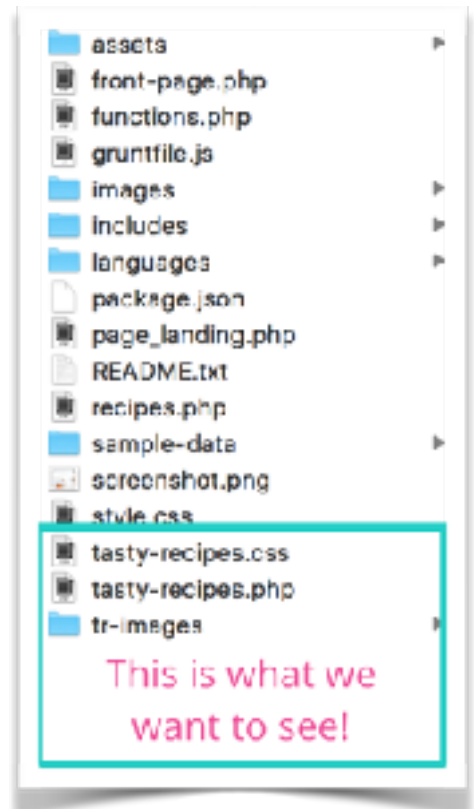 assets
front-page.php
functions.php
gruntfile.js
images
includes
languages
package.json
page_landing.php
README.txt
recipes.php
sample-data
screenshot.png
style.css
tasty-recipes.css
tasty-recipes.php
tr-images
This is what we
want to see!